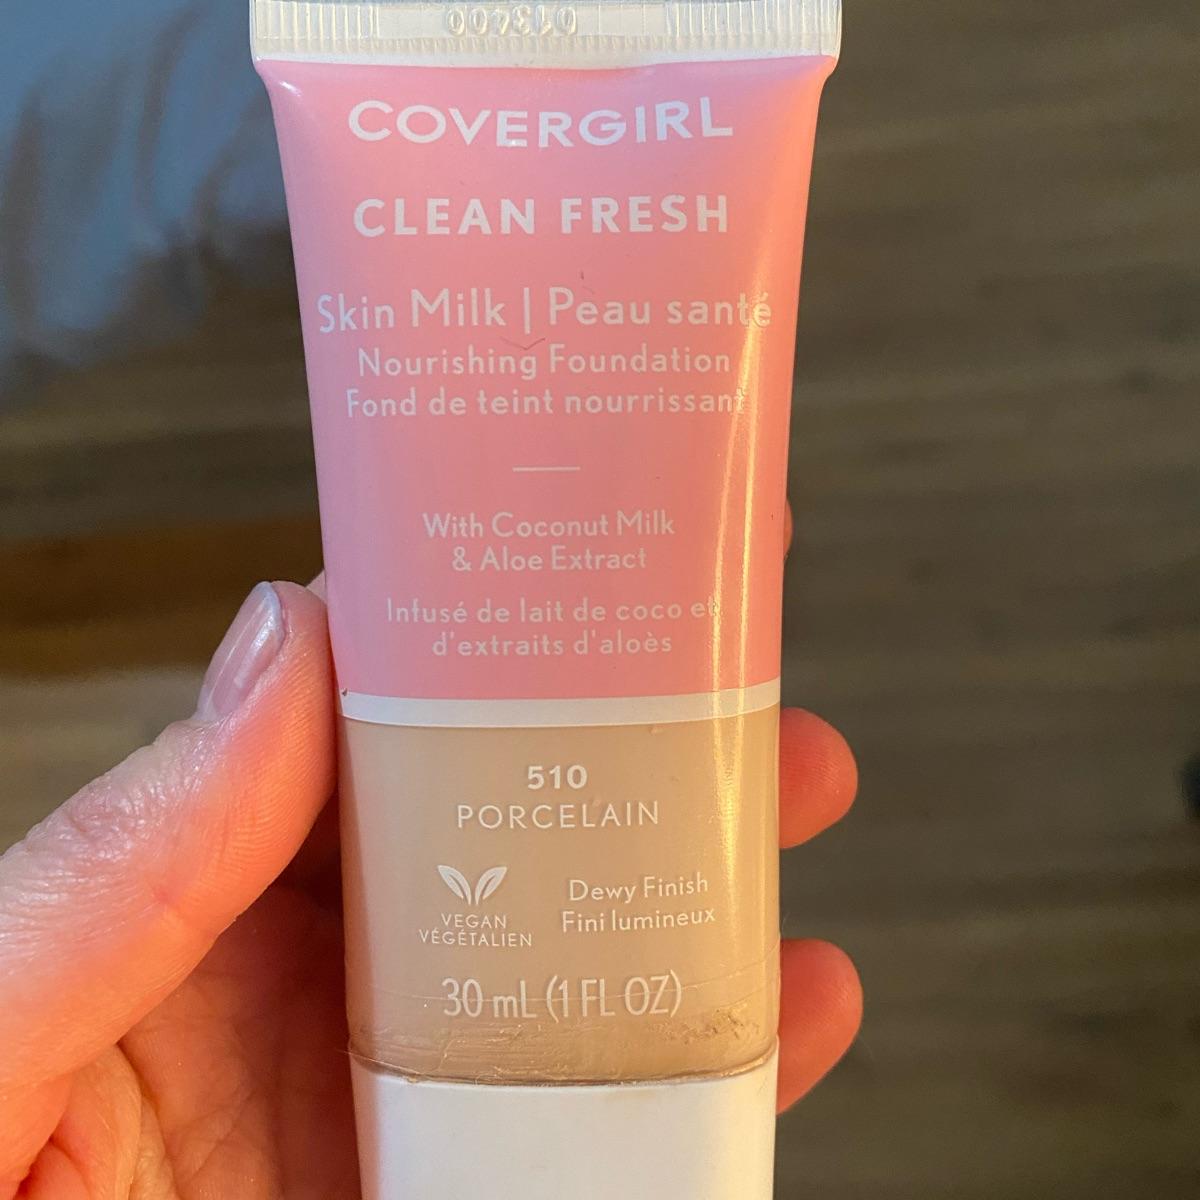 013400
COVERGIRL
CLEAN FRESH
Skin Milk | Peau santé
Nourishing Foundation
Fond de teint nourrissant
With Coconut Milk
& Aloe Extract
Infusé de lait de coco et
d'extraits d'aloès
510
PORCELAIN
VEGAN
VÉGÉTALIEN
Dewy Finish
Fini lumineux
30 mL (1 FL OZ)